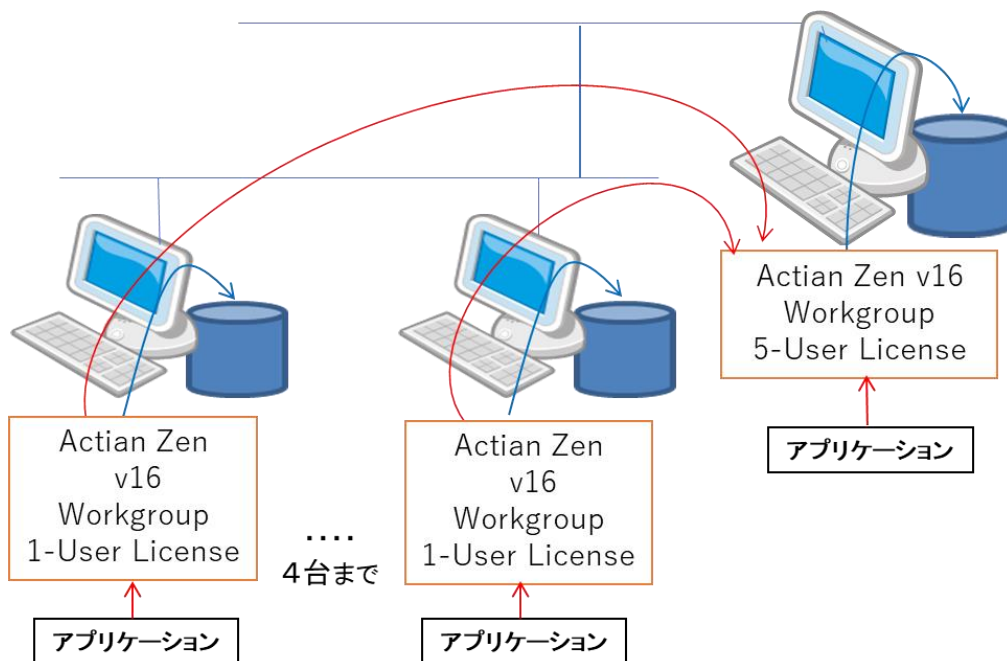 Actian Zen v16
Workgroup
5-User License
アプリケーション
Actian Zen
v16
Workgroup
1-User License
アプリケーション
‥‥
４台まで
Actian Zen
v16
Workgroup
1-User License
アプリケーション